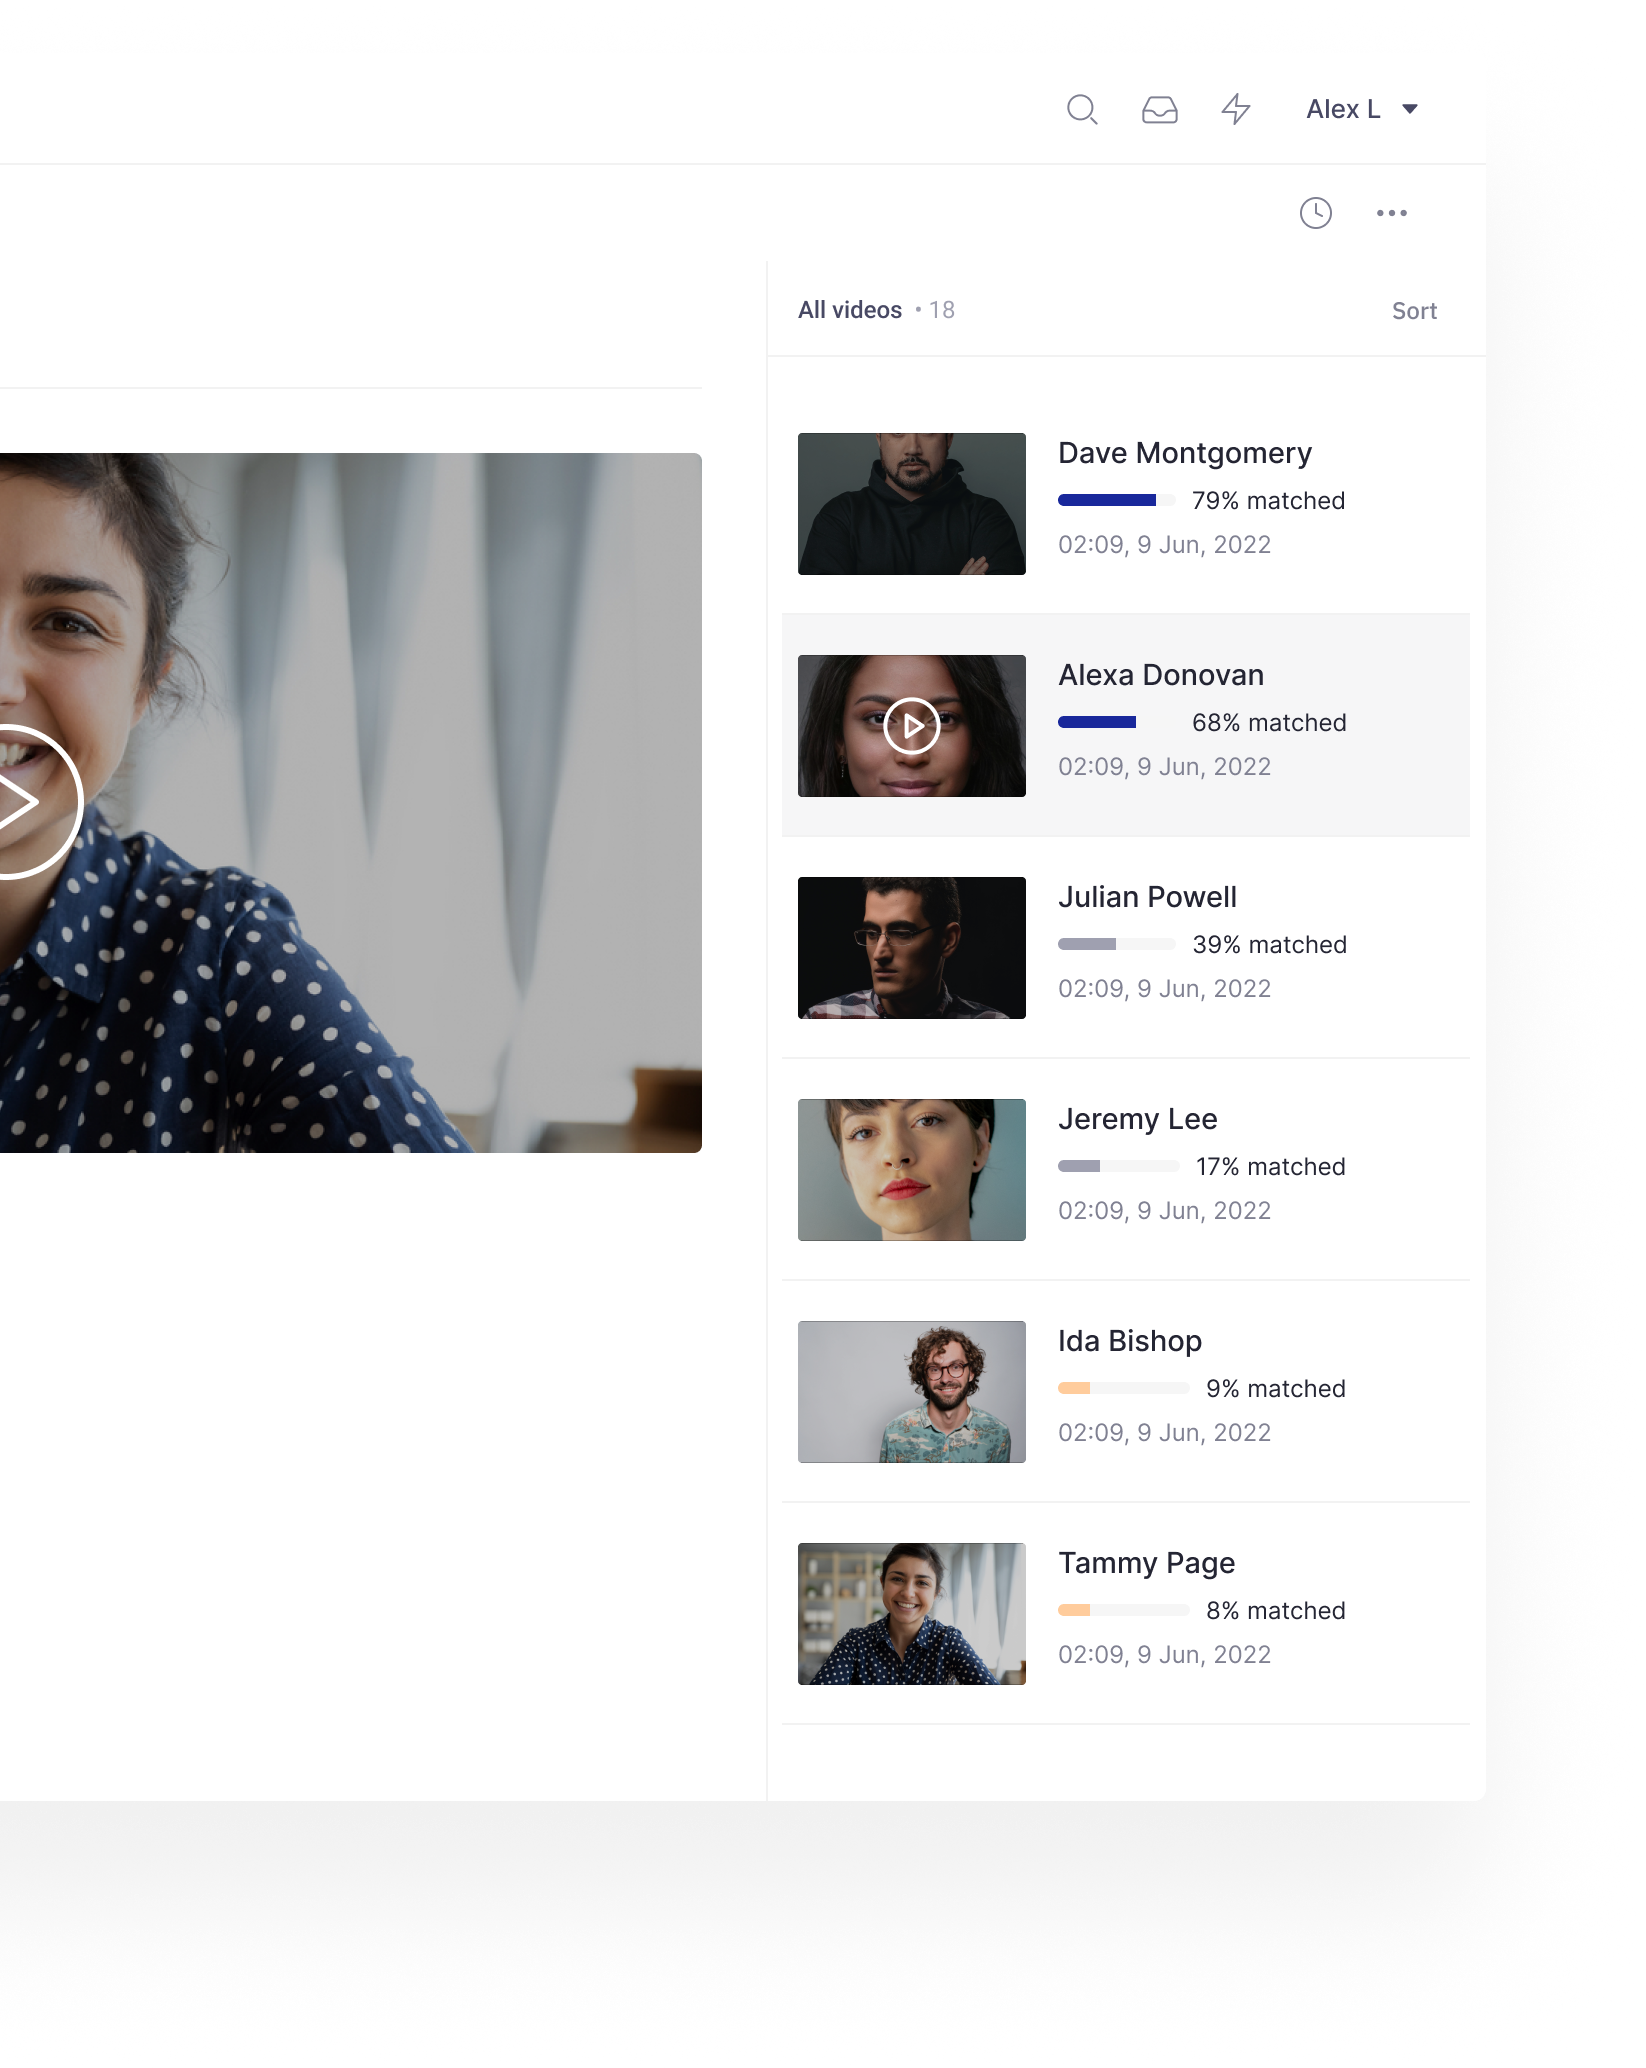 Alex L
All videos • 18
Sort
Dave Montgomery
79% matched
02:09, 9 Jun, 2022
Alexa Donovan
68% matched
02:09, 9 Jun, 2022
Julian Powell
39% matched
02:09, 9 Jun, 2022
Jeremy Lee
17% matched
02:09, 9 Jun, 2022
Ida Bishop
9% matched
02:09, 9 Jun, 2022
Tammy Page
8% matched
02:09, 9 Jun, 2022